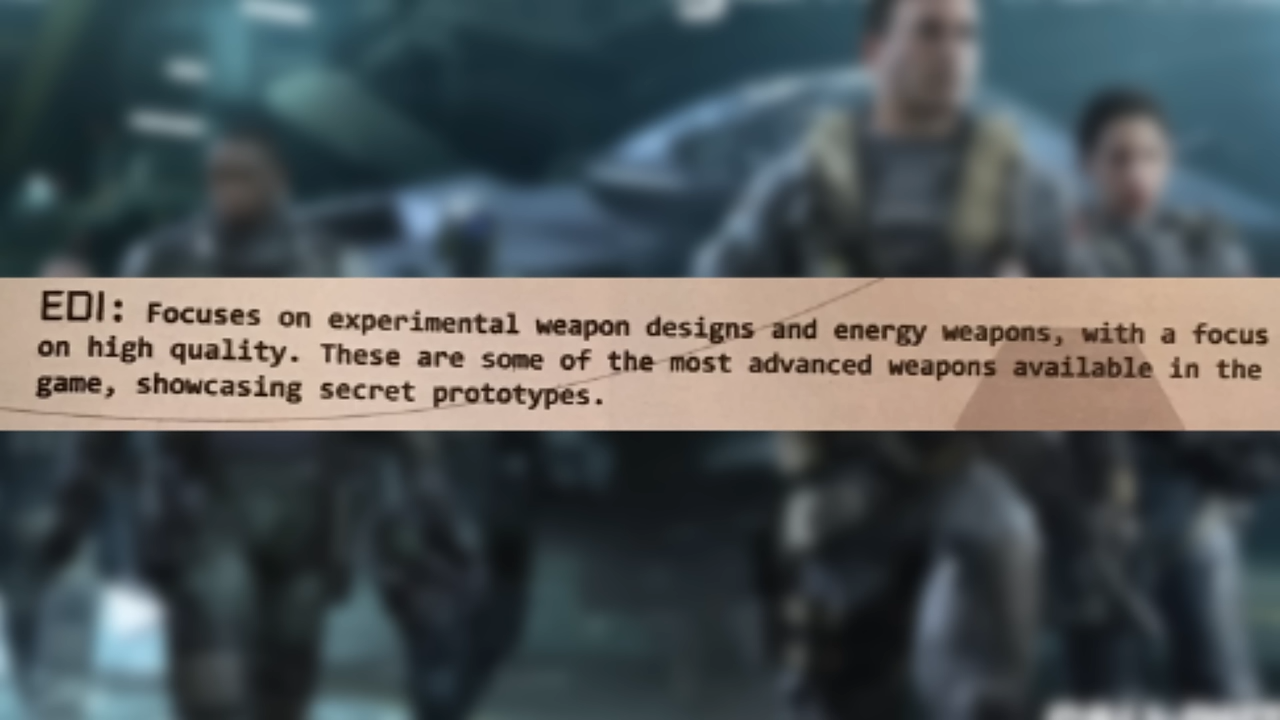 EDI: Focuses on experimental weapon designs and energy weapons, with a focus
on high quality. These are some of the most advanced weapons available in the
game, showcasing secret prototypes.